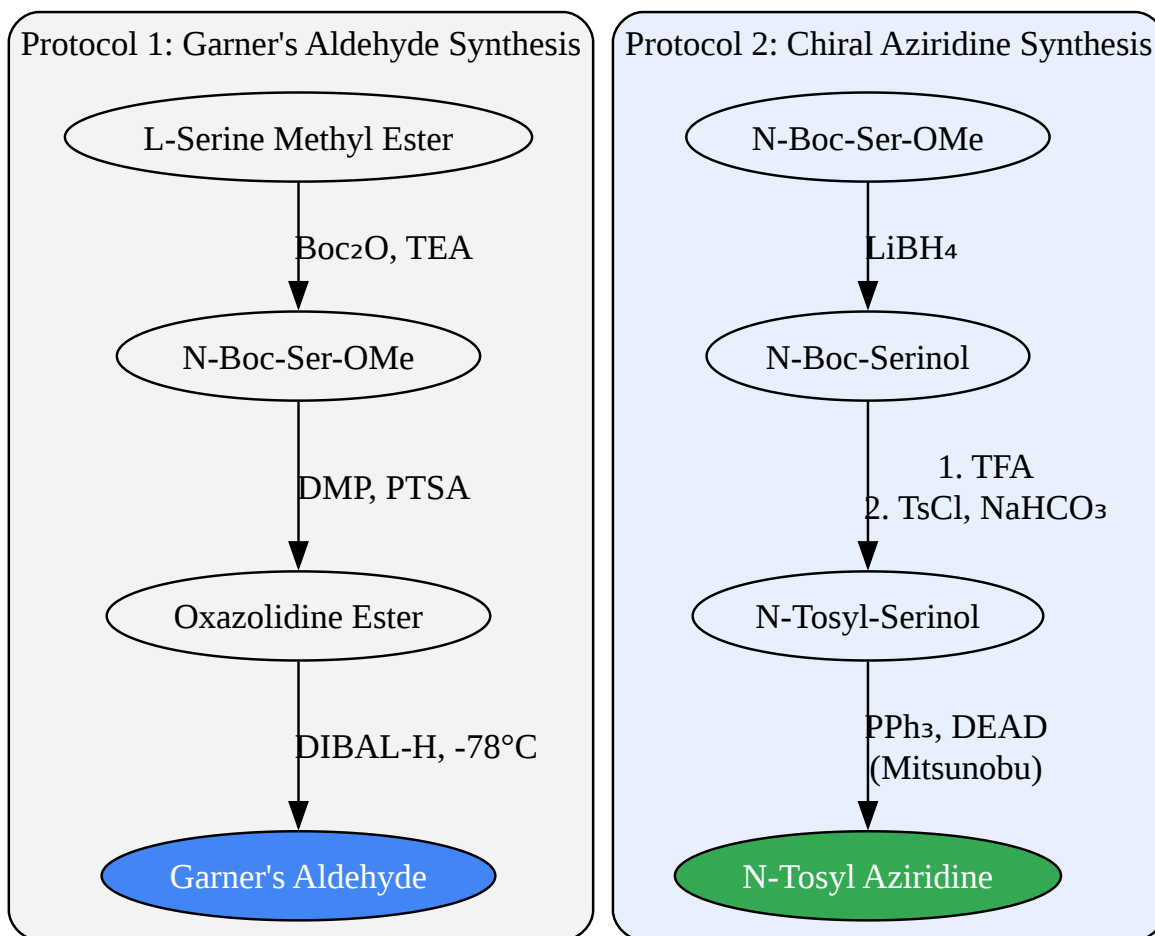 Protocol 1: Garner's Aldehyde Synthesis
L-Serine Methyl Ester
Boc₂O, TEA
N-Boc-Ser-OMe
DMP, PTSA
Oxazolidine Ester
DIBAL-H, -78°C
Garner's Aldehyde
Protocol 2: Chiral Aziridine Synthesis
N-Boc-Ser-OMe
LiBH₄
N-Boc-Serinol
1. TFA
2. TsCl, NaHCO₃
N-Tosyl-Serinol
PPh₃, DEAD
(Mitsunobu)
N-Tosyl Aziridine